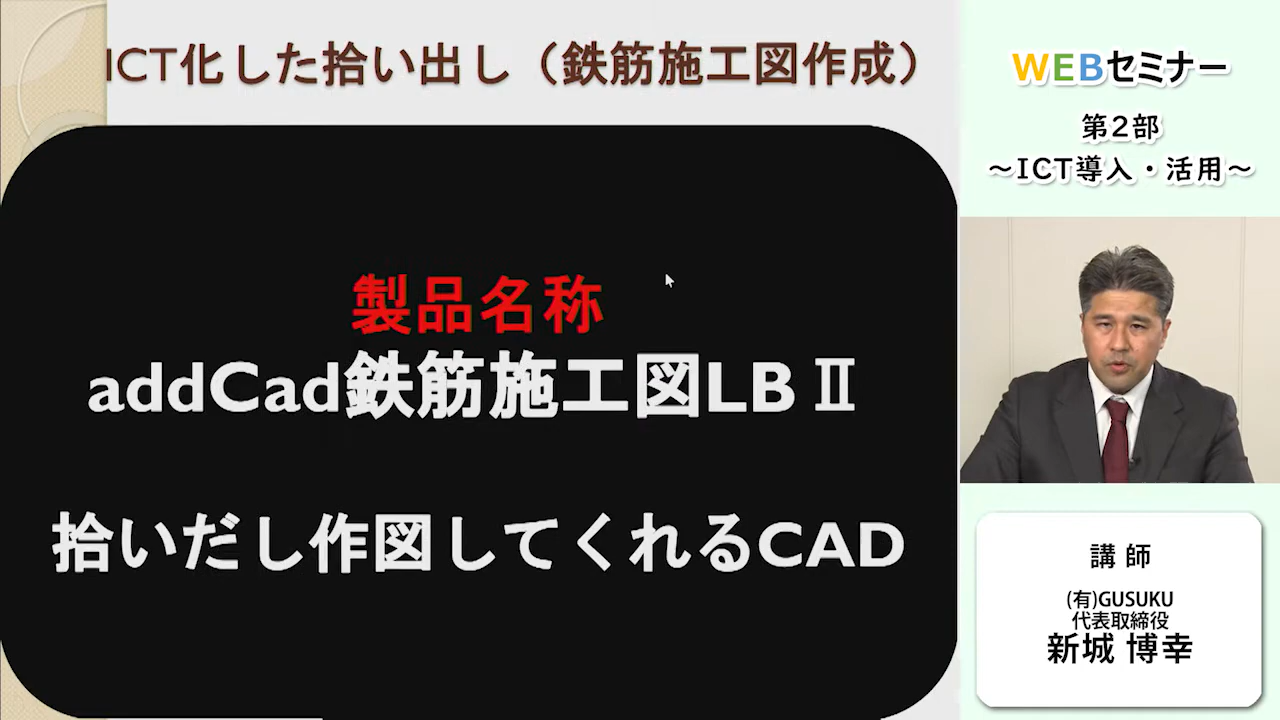 ICT化した拾い出し（鉄筋施工図作成）
製品名称
addCad鉄筋施工図LBⅡ
拾いだし作図してくれるCAD
WEBセミナー
第2部
～ICT導入・活用～
講 師
(有)GUSUKU
代表取締役
新城 博幸